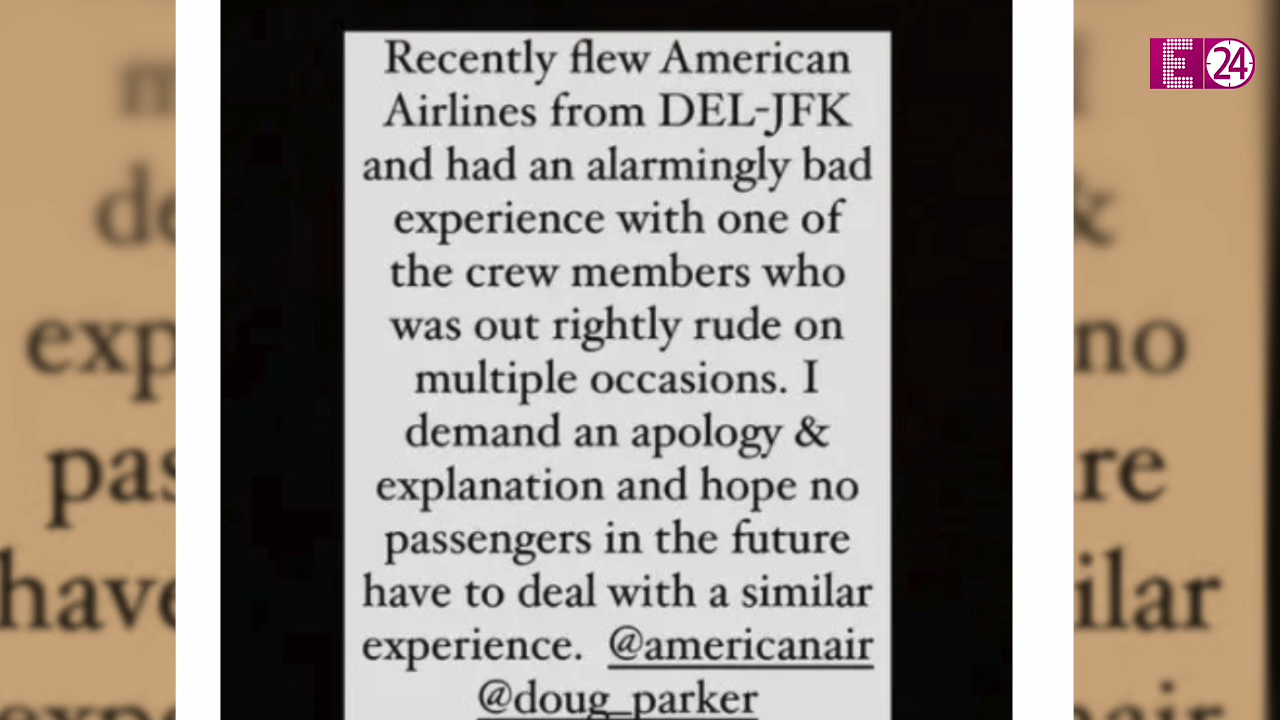 Recently flew American
Airlines from DEL-JFK
and had an alarmingly bad
experience with one of
the crew members who
was out rightly rude on
multiple occasions. I
demand an apology &
explanation and hope no
passengers in the future
have to deal with a similar
experience. @americanair
@doug_parker
E 24